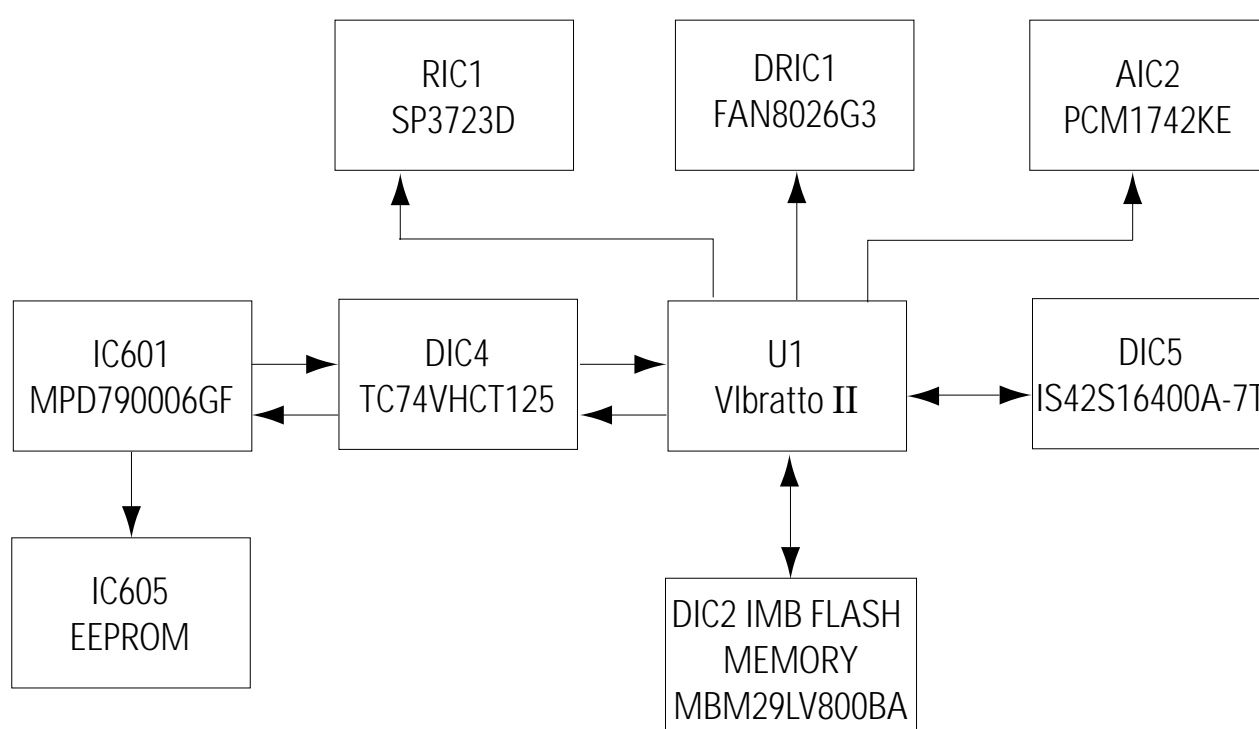 RIC1
SP3723D
DRIC1
FAN8026G3
AIC2
PCM1742KE
IC601
MPD790006GF
DIC4
TC74VHCT125
U1
VIbratto II
DIC5
IS42S16400A-7T
IC605
EEPROM
DIC2 IMB FLASH
MEMORY
MBM29LV800BA